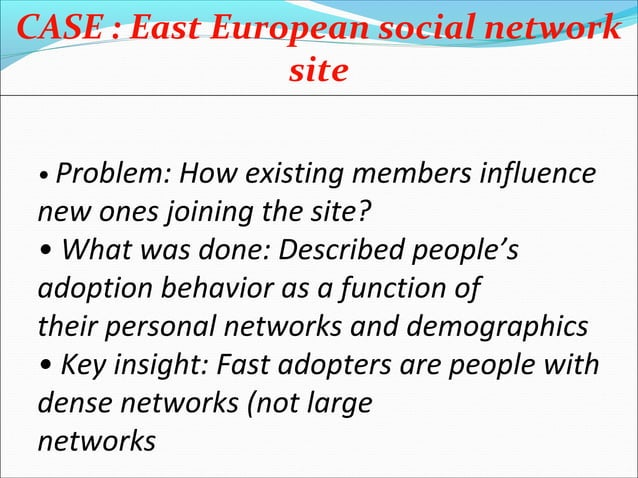 CASE : East European social network
site
• Problem: How existing members influence
new ones joining the site?
• What was done: Described people’s
adoption behavior as a function of
their personal networks and demographics
• Key insight: Fast adopters are people with
dense networks (not large
networks